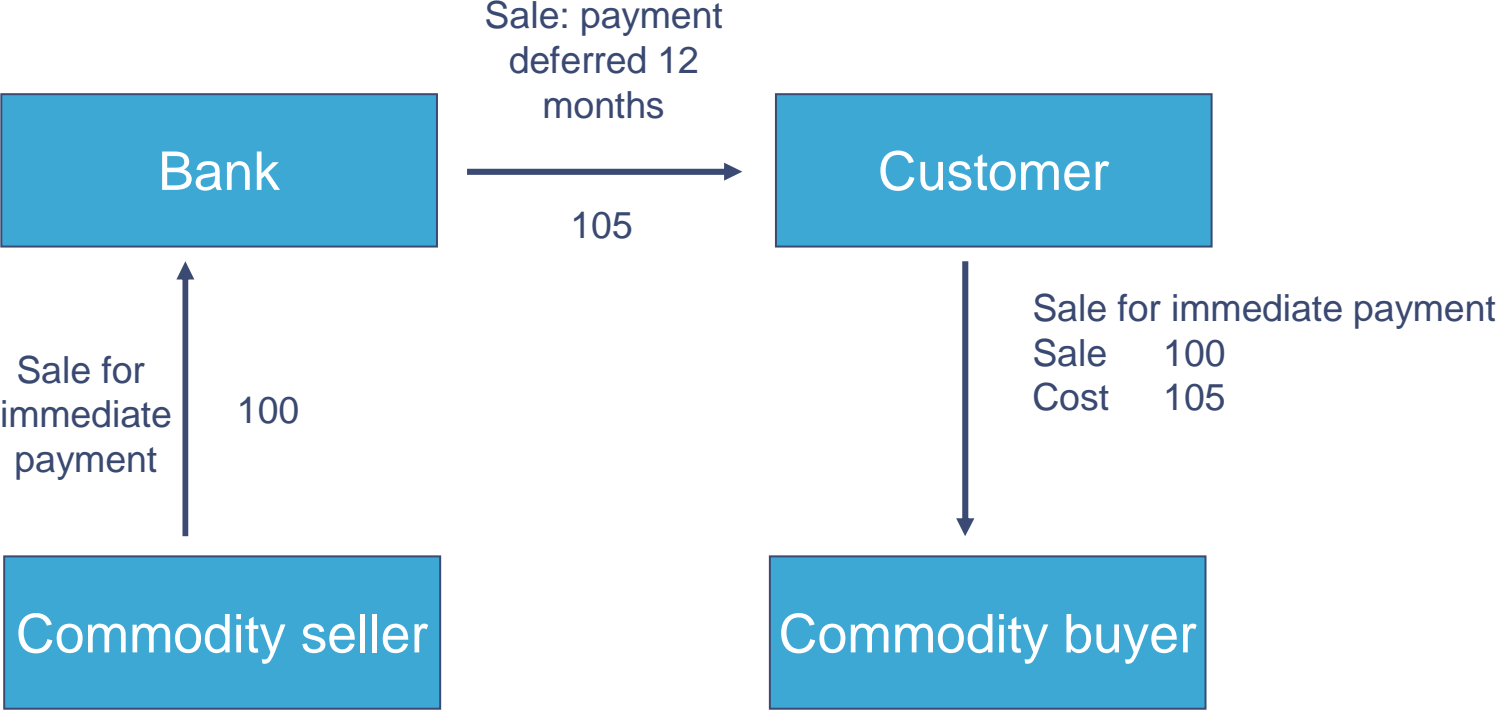 Sale: payment
deferred 12
months
Bank
Customer
105
Sale for immediate payment
Sale 100
Cost 105
Sale for
immediate
payment
100
Commodity seller
Commodity buyer